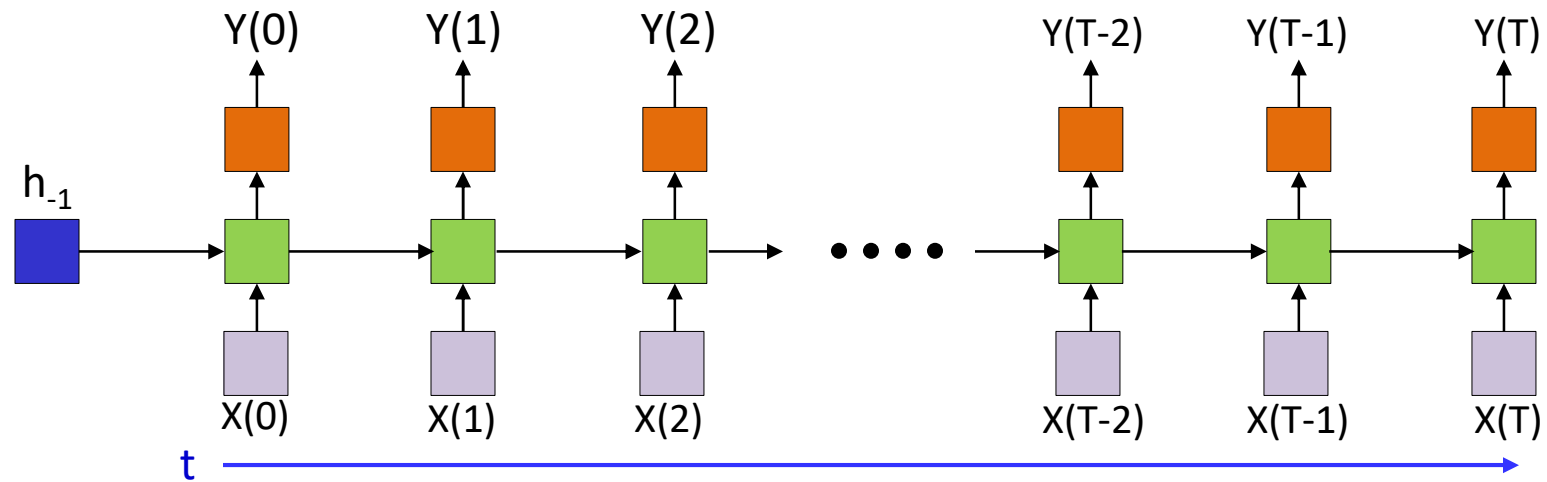 Y(0) Y(1) Y(2) Y(T-2) Y(T-1) Y(T)
h-1
X(0) X(1) X(2) X(T-2) X(T-1) X(T)
t